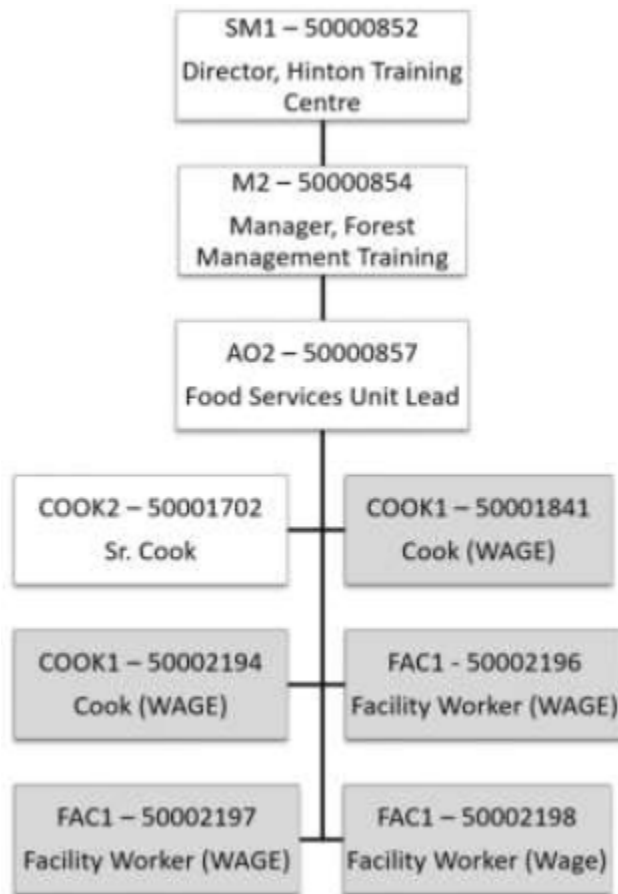 SM1 – 50000852
Director, Hinton Training
Centre
M2 – 50000854
Manager, Forest
Management Training
AO2 – 50000857
Food Services Unit Lead
COOK2 – 50001702
Sr. Cook
COOK1 – 50001841
Cook (WAGE)
COOK1 – 50002194
Cook (WAGE)
FAC1 - 50002196
Facility Worker (WAGE)
FAC1 – 50002197
Facility Worker (WAGE)
FAC1 – 50002198
Facility Worker (Wage)